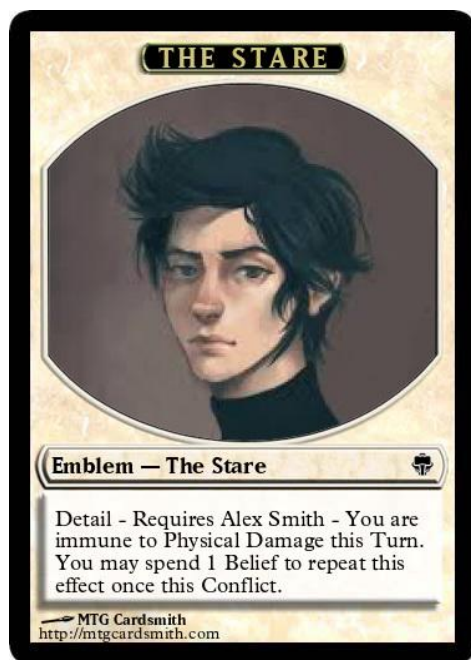 THE STARE
Emblem — The Stare
Detail - Requires Alex Smith - You are
immune to Physical Damage this Turn.
You may spend 1 Belief to repeat this
effect once this Conflict.
MTG Cardsmith
http://mtgcardsmith.com